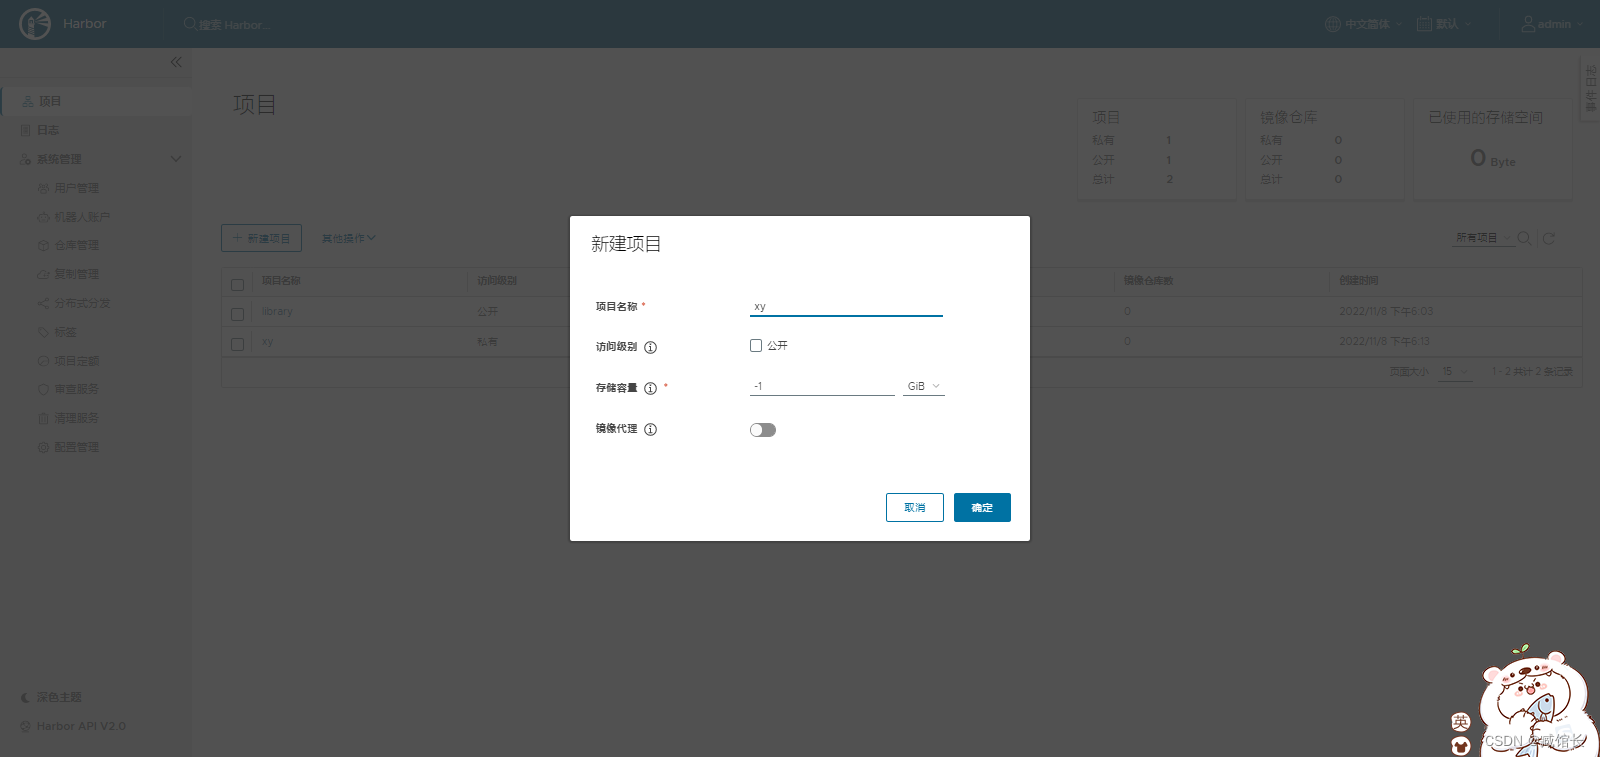 Harbor
搜索 Harbor...
中文简体
默认
admin
事件日志
项目
日志
系统管理
用户管理
机器人账户
仓库管理
复制管理
分布式分发
标签
项目定额
审查服务
清理服务
配置管理
深色主题
Harbor API V2.0
项目
项目
私有 1
公开 1
总计 2
镜像仓库
私有 0
公开 0
总计 0
已使用的存储空间
0 Byte
+ 新建项目
其他操作
所有项目
项目名称 访问级别 镜像仓库数 创建时间
library 公开 0 2022/11/8 下午6:03
xy 私有 0 2022/11/8 下午6:13
页面大小 15 1 - 2 共计 2 条记录
新建项目
项目名称 * xy
访问级别 公开
存储容量 * -1 GiB
镜像代理
取消
确定
英
CSDN @臧馆长